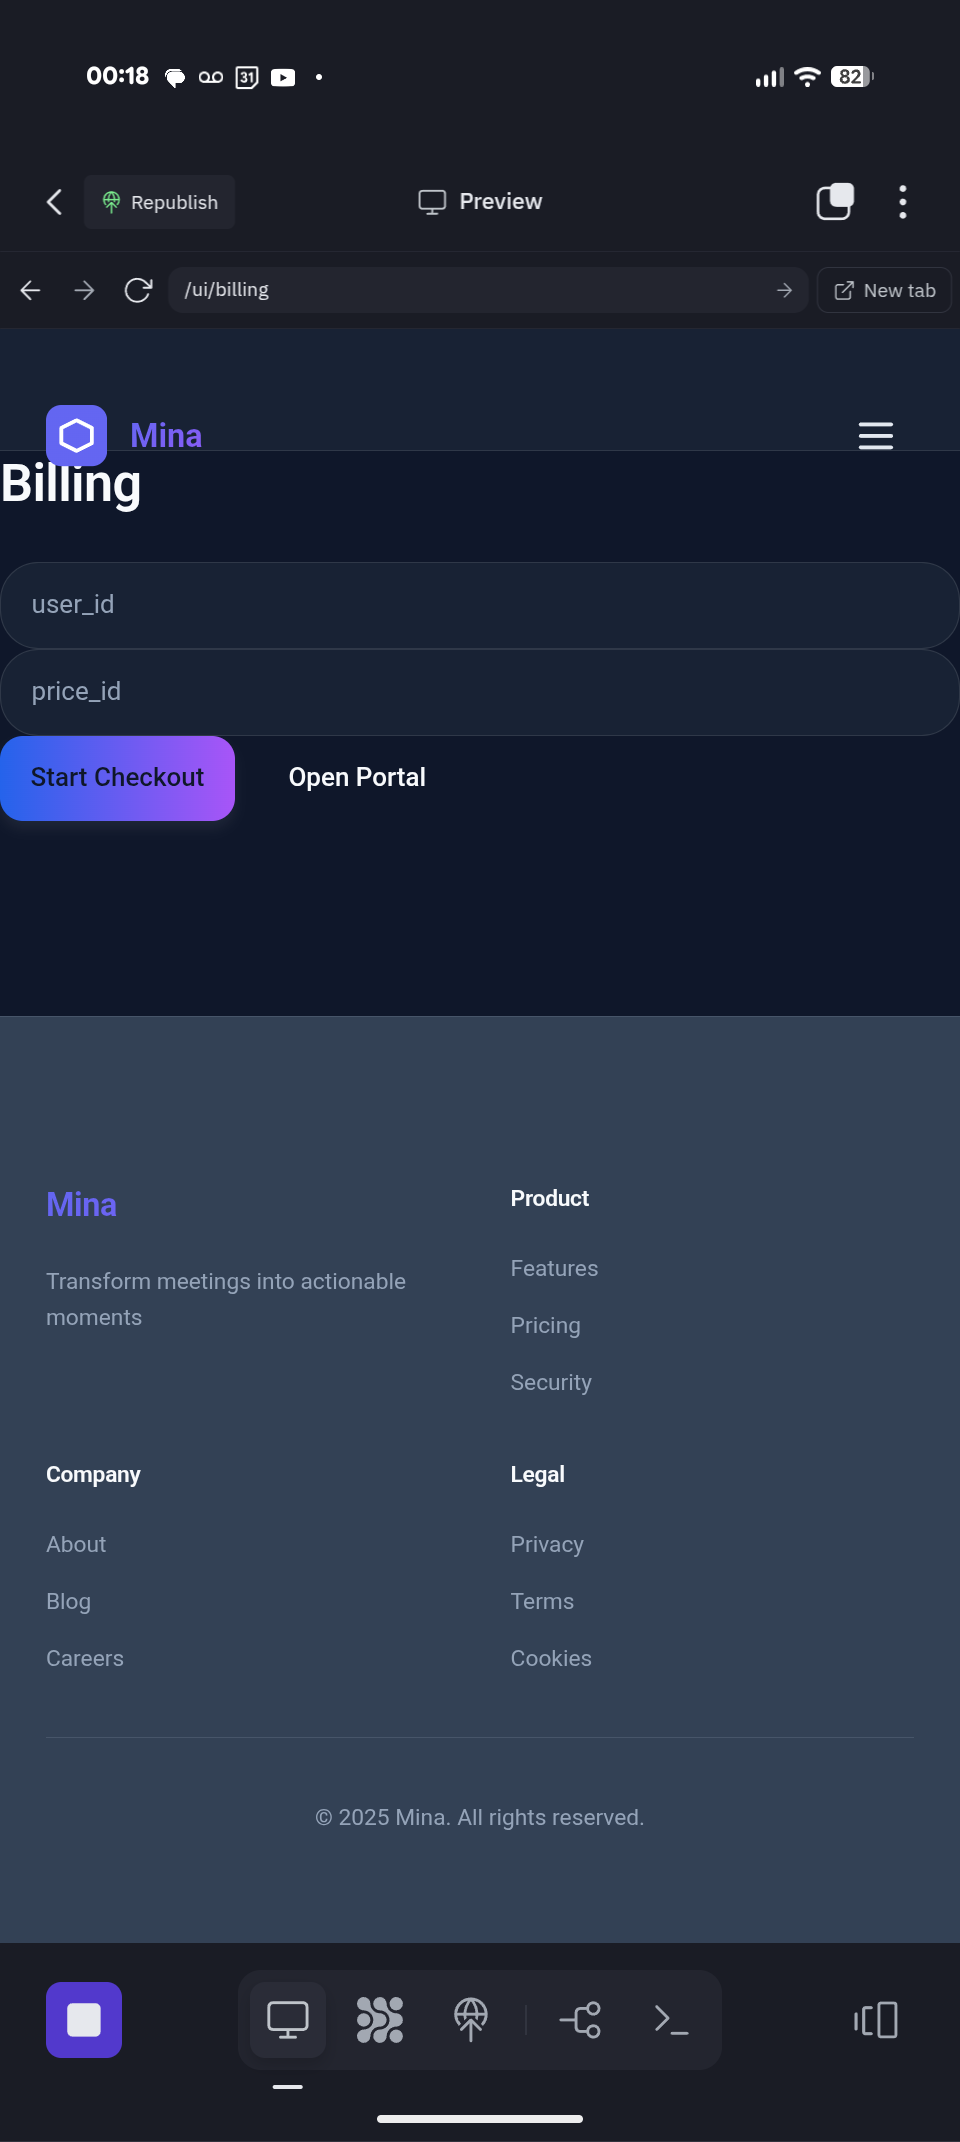 00:18
31
82
Republish
Preview
/ui/billing
New tab
Mina
Billing
user_id
price_id
Start Checkout
Open Portal
Mina
Transform meetings into actionable
moments
Product
Features
Pricing
Security
Company
About
Blog
Careers
Legal
Privacy
Terms
Cookies
© 2025 Mina. All rights reserved.